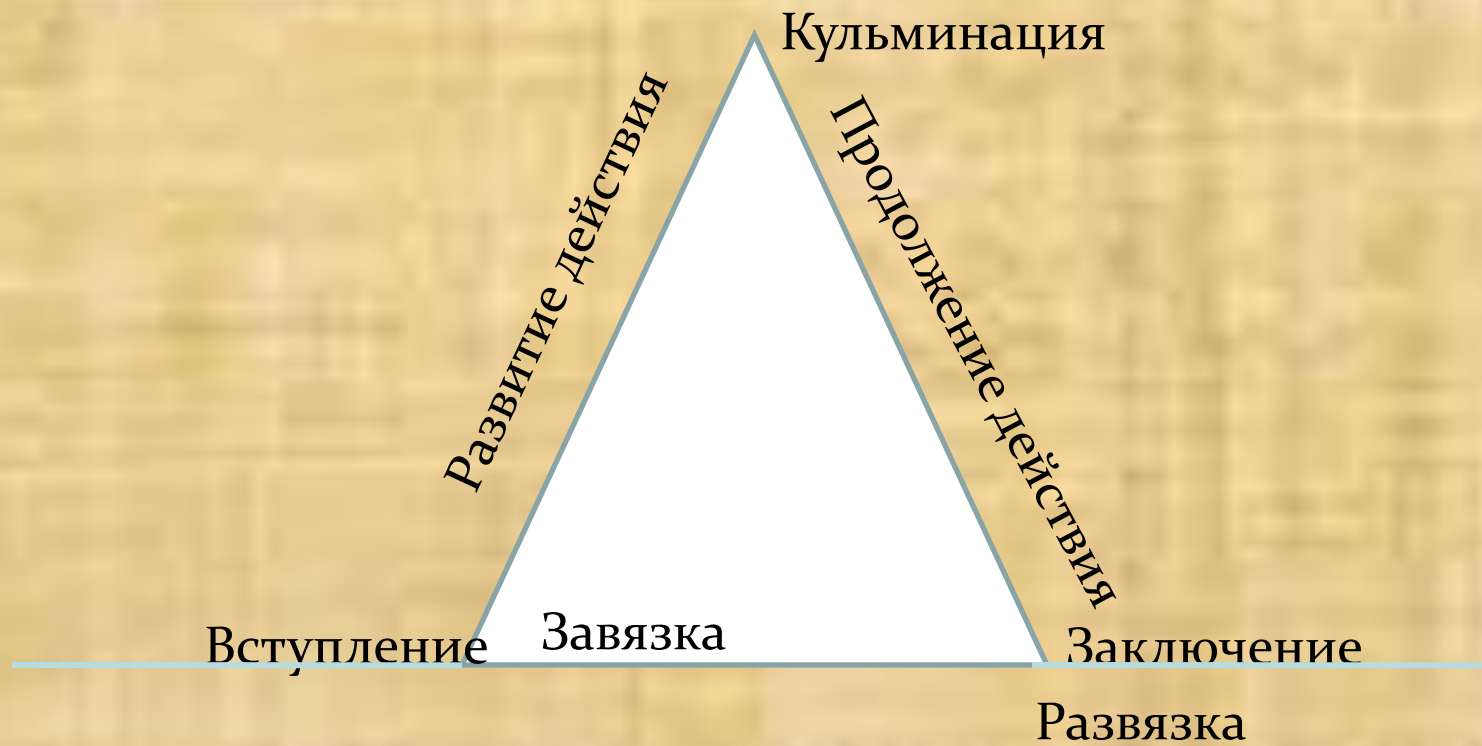 Кульминация
Развитие действия
Продолжение действия
Вступление
Завязка
Заключение
Развязка